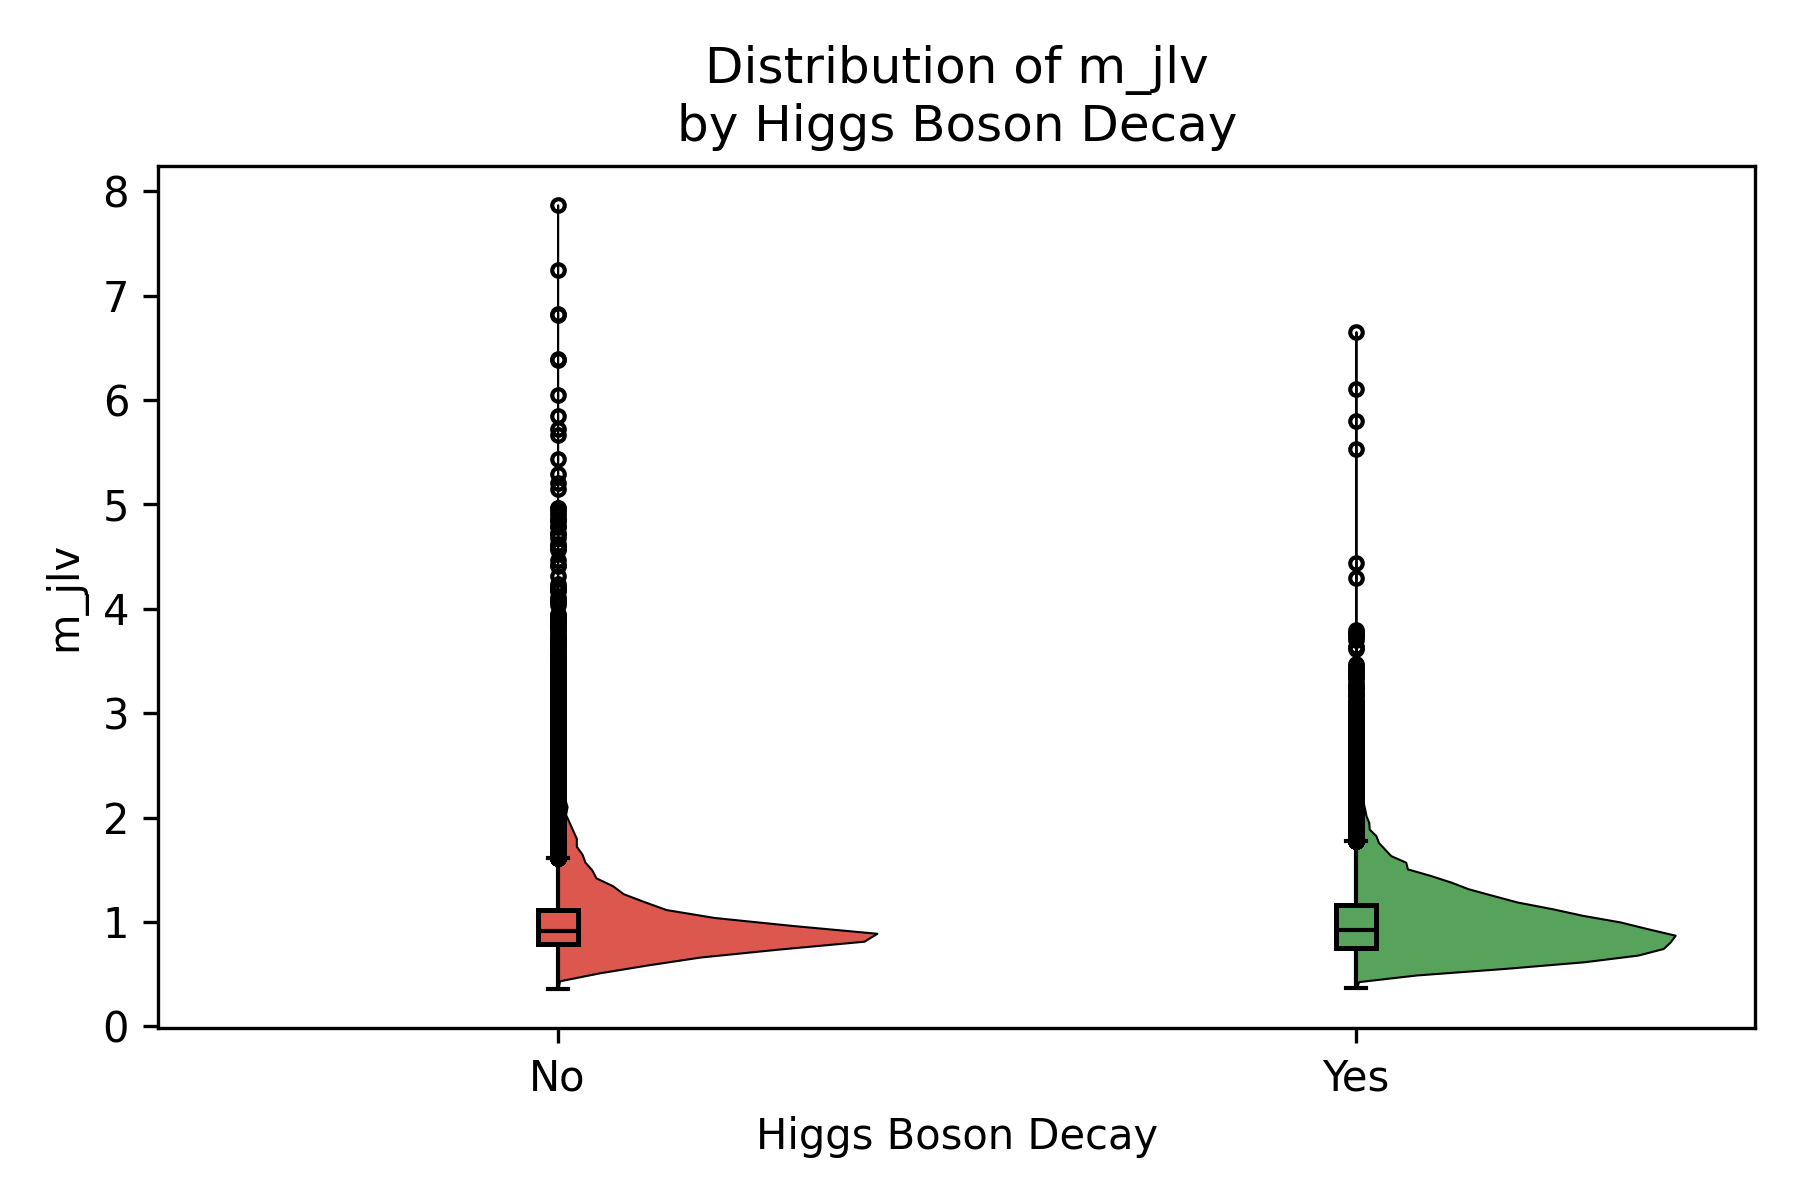 Distribution of m_jlv
by Higgs Boson Decay
8
7
6
5
4
3
2
1
0
m_jlv
No
Yes
Higgs Boson Decay